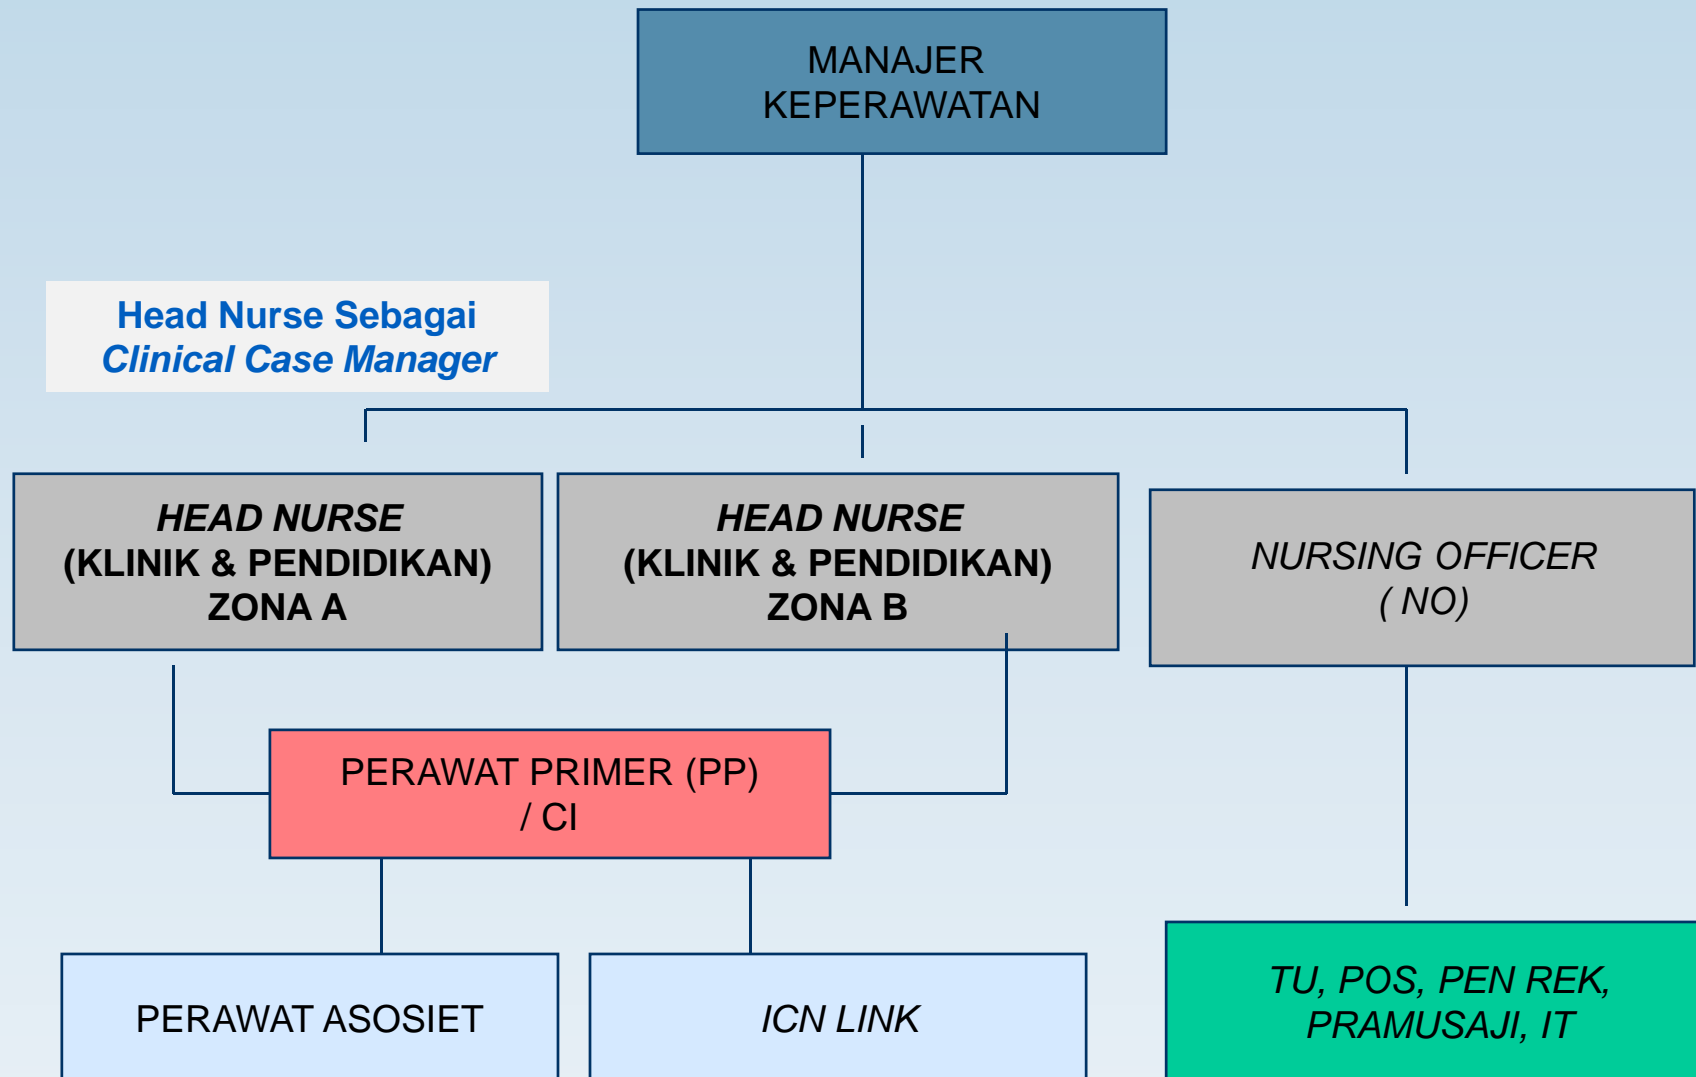 MANAJER
KEPERAWATAN
Head Nurse Sebagai
Clinical Case Manager
HEAD NURSE
(KLINIK & PENDIDIKAN)
ZONA A
HEAD NURSE
(KLINIK & PENDIDIKAN)
ZONA B
NURSING OFFICER
( NO)
PERAWAT PRIMER (PP)
/ CI
PERAWAT ASOSIET
ICN LINK
TU, POS, PEN REK,
PRAMUSAJI, IT